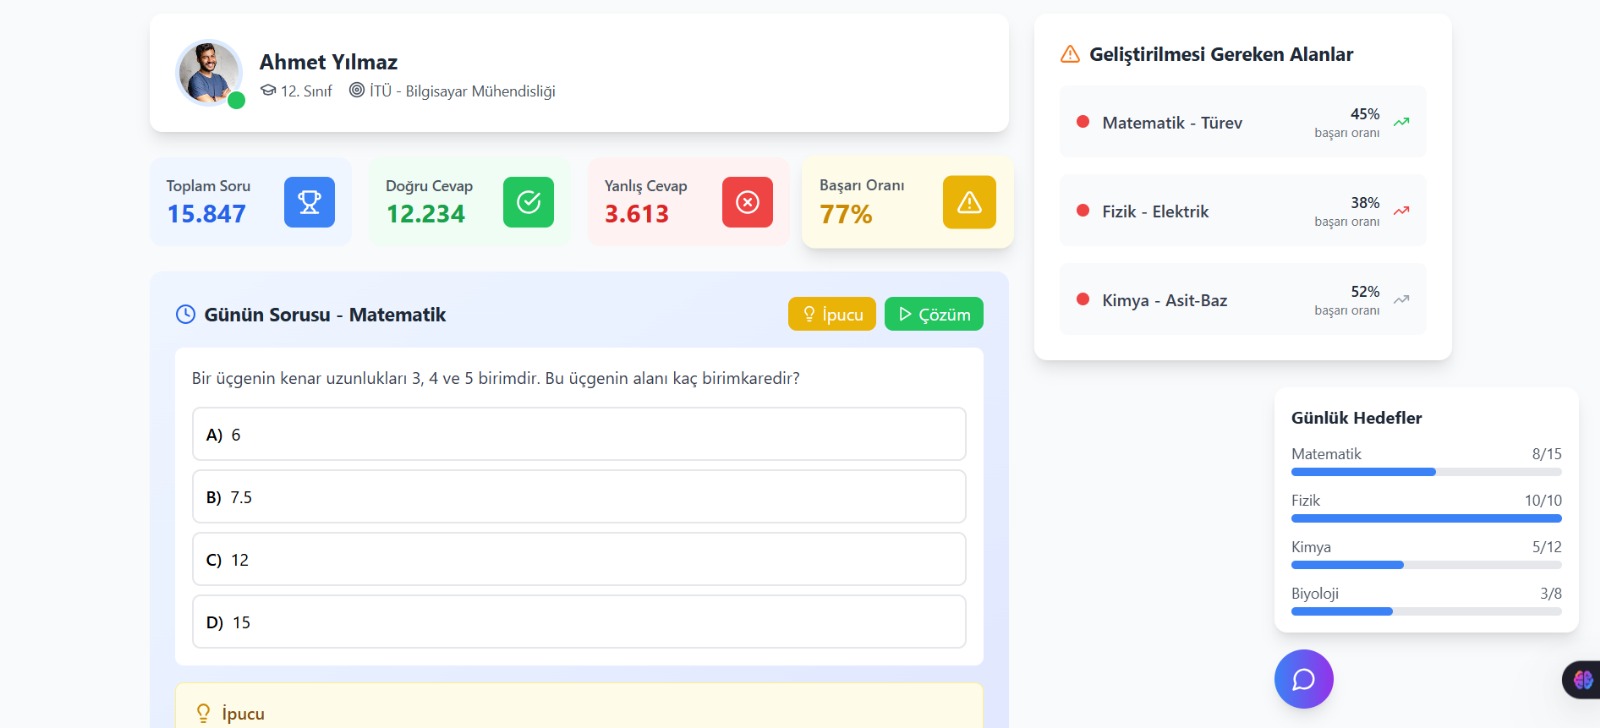 Ahmet Yılmaz
12. Sınıf İTÜ - Bilgisayar Mühendisliği
Toplam Soru
15.847
Doğru Cevap
12.234
Yanlış Cevap
3.613
Başarı Oranı
77%
Günün Sorusu - Matematik
İpucu
Çözüm
Bir üçgenin kenar uzunlukları 3, 4 ve 5 birimdir. Bu üçgenin alanı kaç birimkaredir?
A) 6
B) 7.5
C) 12
D) 15
İpucu
Geliştirilmesi Gereken Alanlar
Matematik - Türev
45%
başarı oranı
Fizik - Elektrik
38%
başarı oranı
Kimya - Asit-Baz
52%
başarı oranı
Günlük Hedefler
Matematik 8/15
Fizik 10/10
Kimya 5/12
Biyoloji 3/8